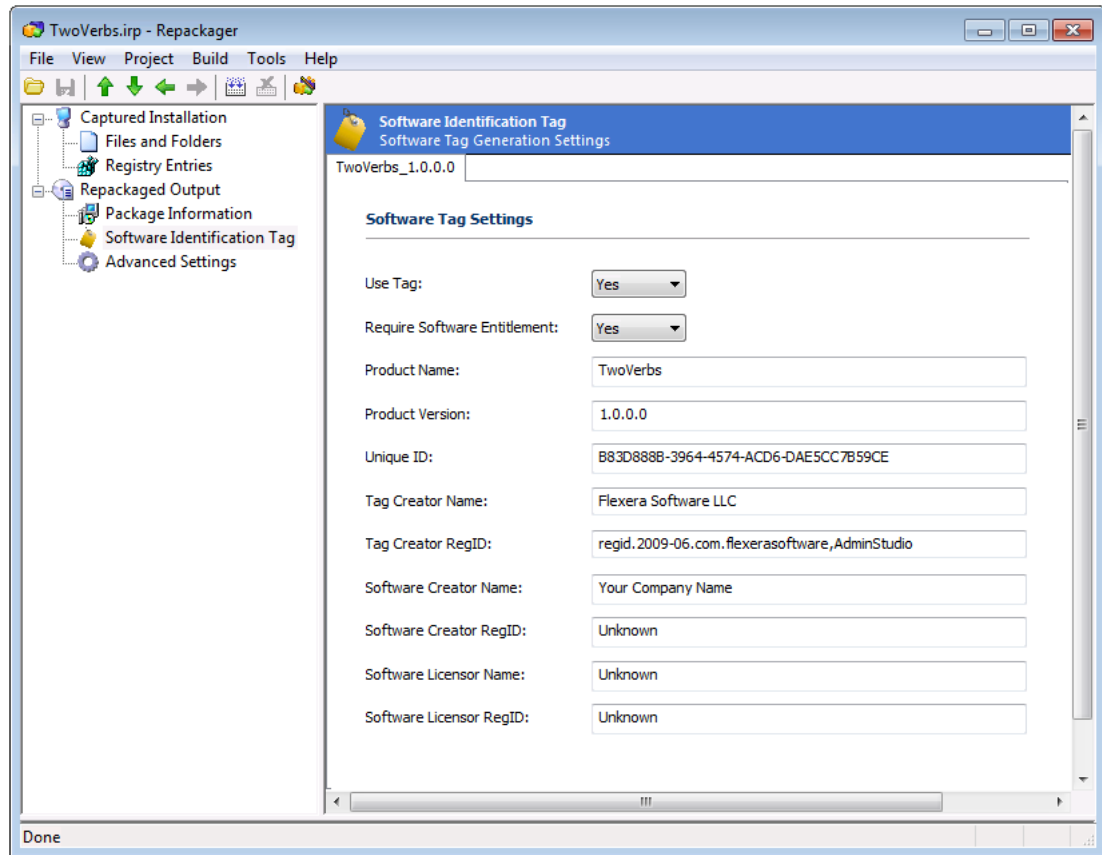 TwoVerbs.irp - Repackager
File View Project Build Tools Help
Captured Installation
Files and Folders
Registry Entries
Repackaged Output
Package Information
Software Identification Tag
Advanced Settings
Software Identification Tag
Software Tag Generation Settings
TwoVerbs_1.0.0.0
Software Tag Settings
Use Tag: Yes
Require Software Entitlement: Yes
Product Name: TwoVerbs
Product Version: 1.0.0.0
Unique ID: B83D888B-3964-4574-ACD6-DAE5CC7B59CE
Tag Creator Name: Flexera Software LLC
Tag Creator RegID: regid.2009-06.com.flexerasoftware,AdminStudio
Software Creator Name: Your Company Name
Software Creator RegID: Unknown
Software Licensor Name: Unknown
Software Licensor RegID: Unknown
Done